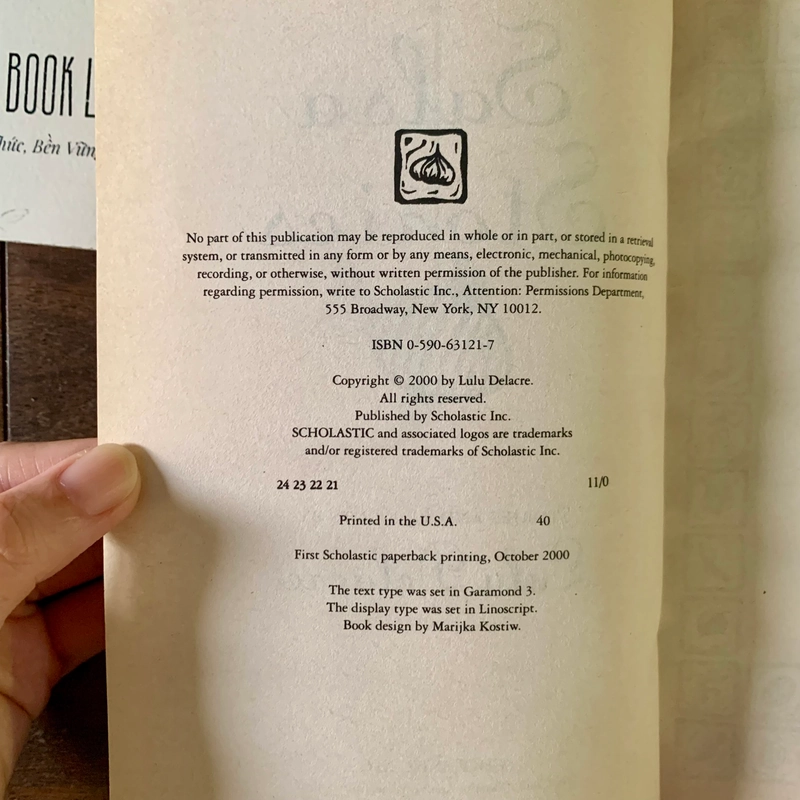 BOOK L
Bền Vữn
Salsa
Stories
No part of this publication may be reproduced in whole or in part, or stored in a retrieval
system, or transmitted in any form or by any means, electronic, mechanical, photocopying,
recording, or otherwise, without written permission of the publisher. For information
regarding permission, write to Scholastic Inc., Attention: Permissions Department,
555 Broadway, New York, NY 10012.
ISBN 0-590-63121-7
Copyright © 2000 by Lulu Delacre.
All rights reserved.
Published by Scholastic Inc.
SCHOLASTIC and associated logos are trademarks
and/or registered trademarks of Scholastic Inc.
24 23 22 21 11/0
Printed in the U.S.A. 40
First Scholastic paperback printing, October 2000
The text type was set in Garamond 3.
The display type was set in Linoscript.
Book design by Marijka Kostiw.